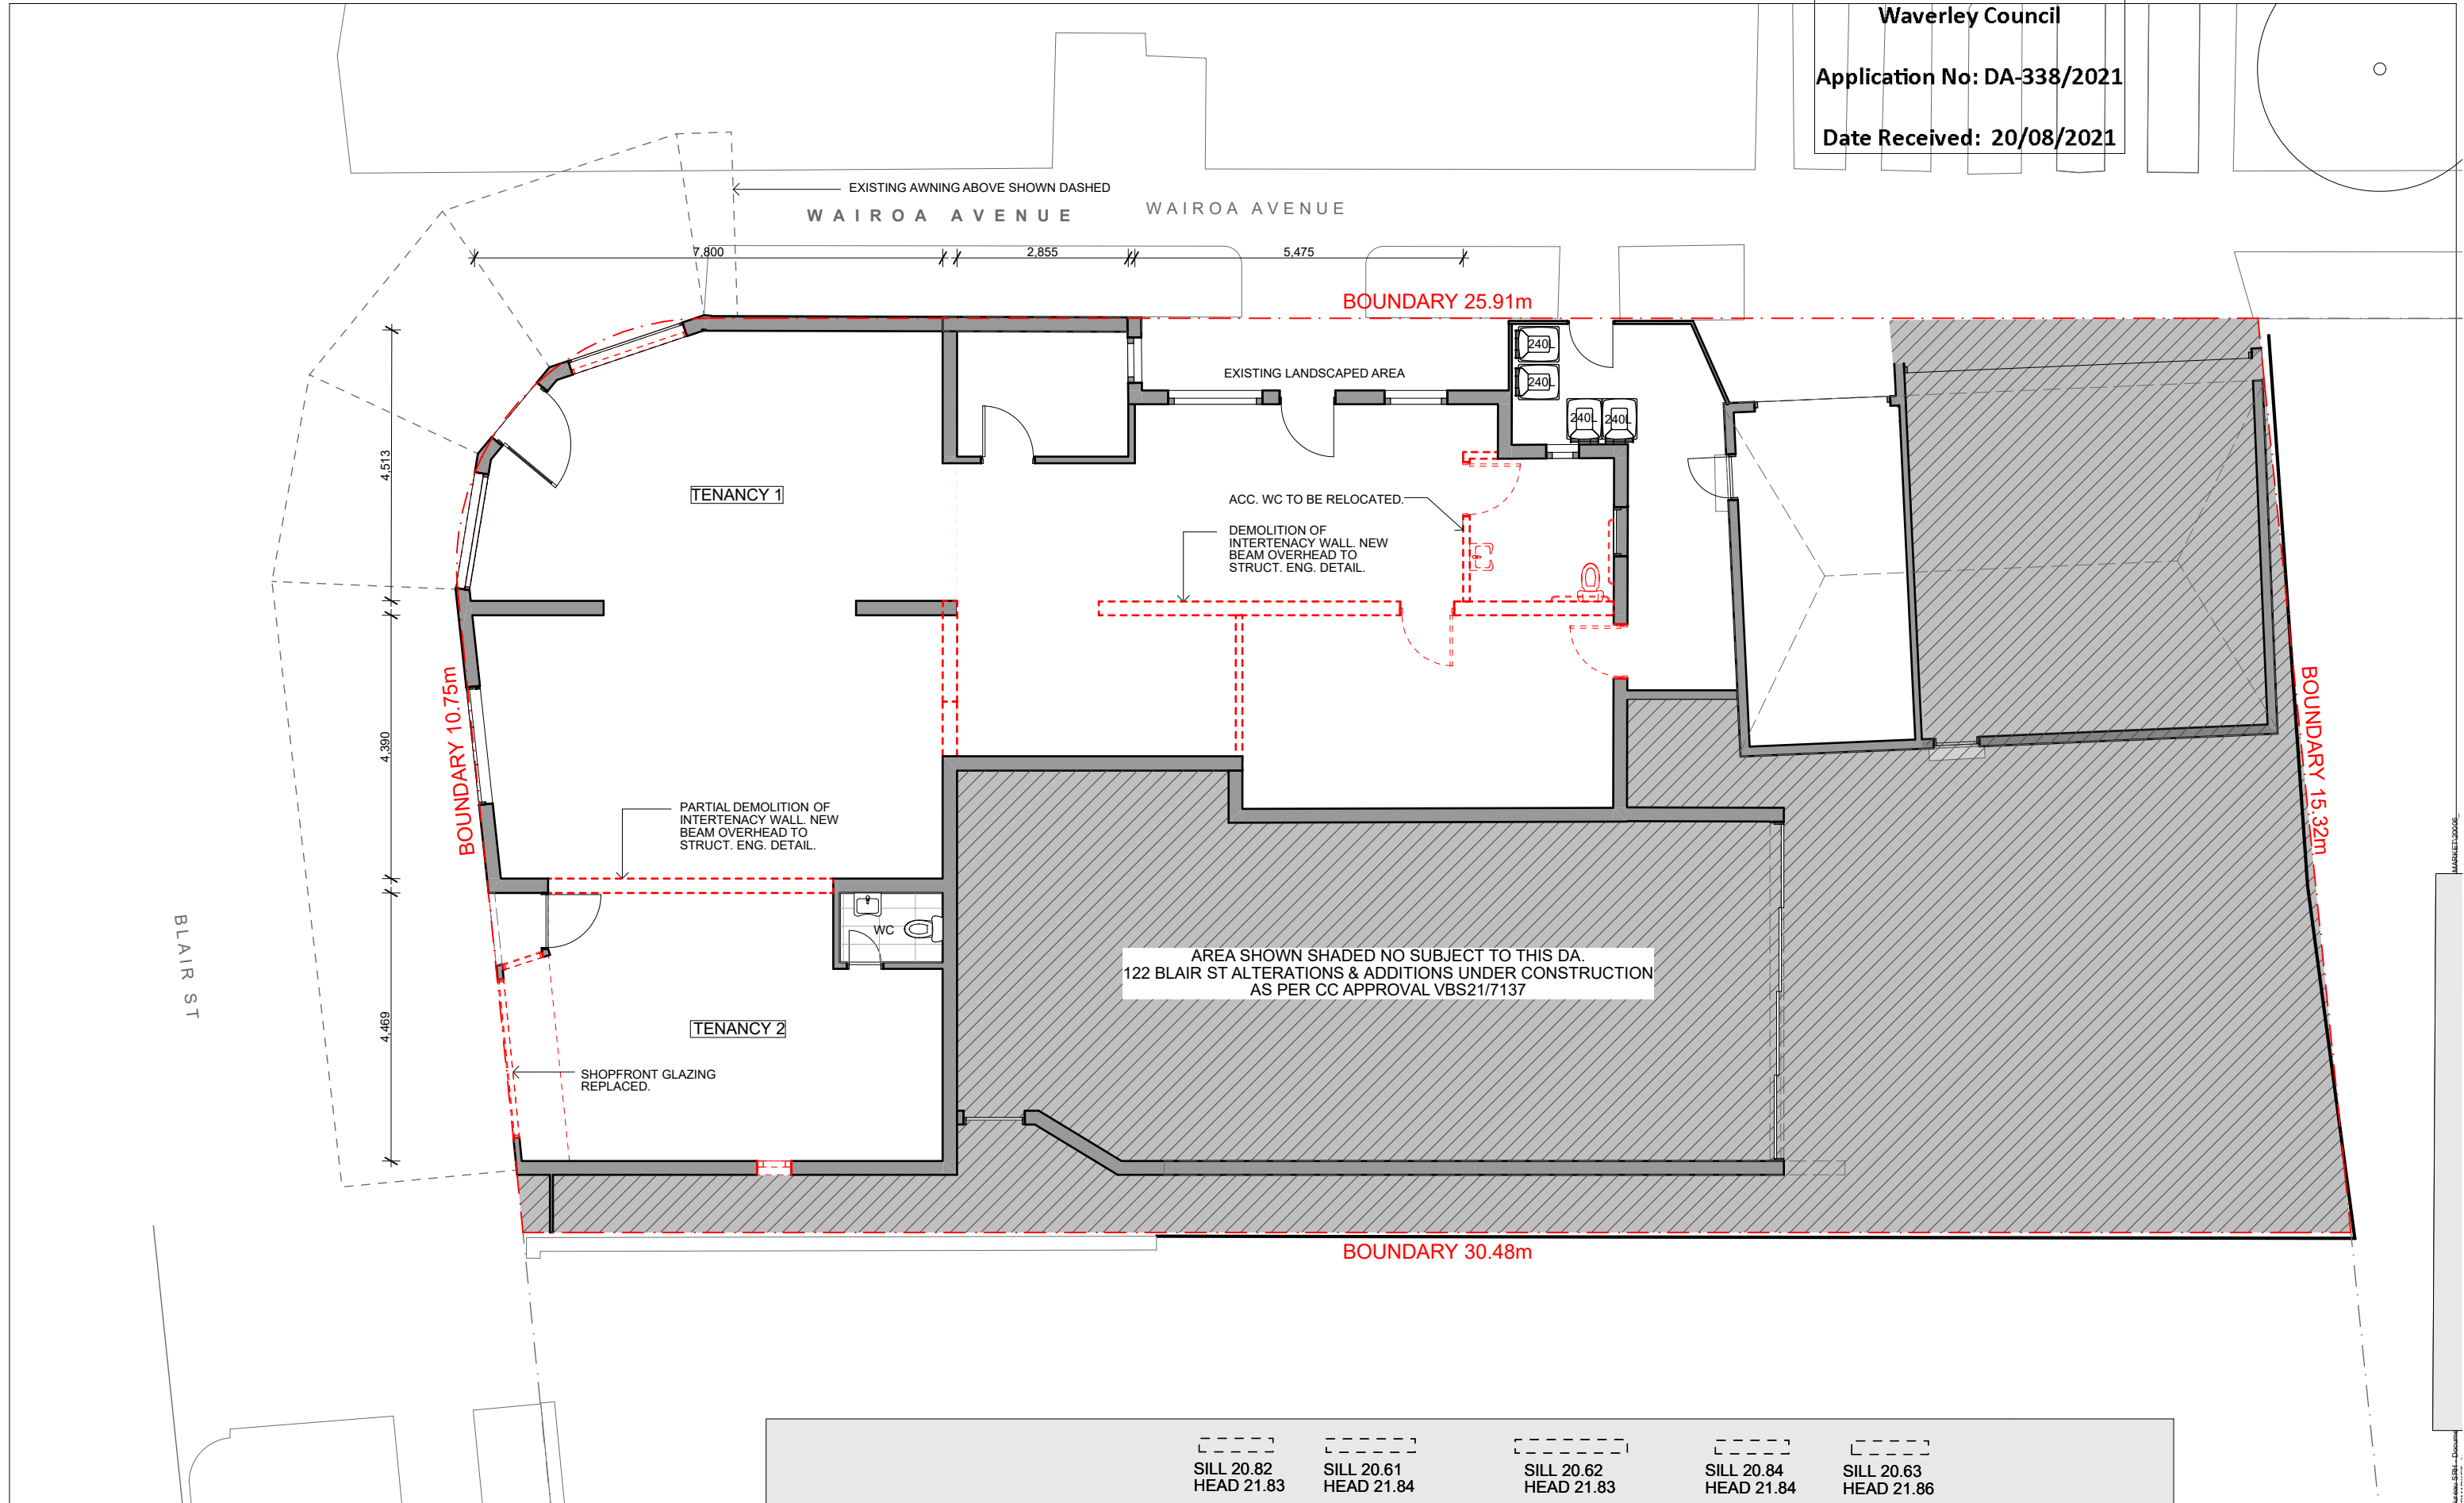 Waverley Council
Application No: DA-338/2021
Date Received: 20/08/2021
EXISTING AWNING ABOVE SHOWN DASHED
WAIROA AVENUE
WAIROA AVENUE
7,800
2,855
5,475
BOUNDARY 25.91m
240L
240L
240L
240L
EXISTING LANDSCAPED AREA
4,513
TENANCY 1
ACC. WC TO BE RELOCATED.
DEMOLITION OF
INTERTENACY WALL. NEW
BEAM OVERHEAD TO
STRUCT. ENG. DETAIL.
BOUNDARY 10.75m
4,390
BOUNDARY 15.32m
PARTIAL DEMOLITION OF
INTERTENACY WALL. NEW
BEAM OVERHEAD TO
STRUCT. ENG. DETAIL.
WC
BLAIR ST
AREA SHOWN SHADED NO SUBJECT TO THIS DA.
122 BLAIR ST ALTERATIONS & ADDITIONS UNDER CONSTRUCTION
AS PER CC APPROVAL VBS21/7137
4,469
TENANCY 2
SHOPFRONT GLAZING
REPLACED.
BOUNDARY 30.48m
SILL 20.82
HEAD 21.83
SILL 20.61
HEAD 21.84
SILL 20.62
HEAD 21.83
SILL 20.84
HEAD 21.84
SILL 20.63
HEAD 21.86